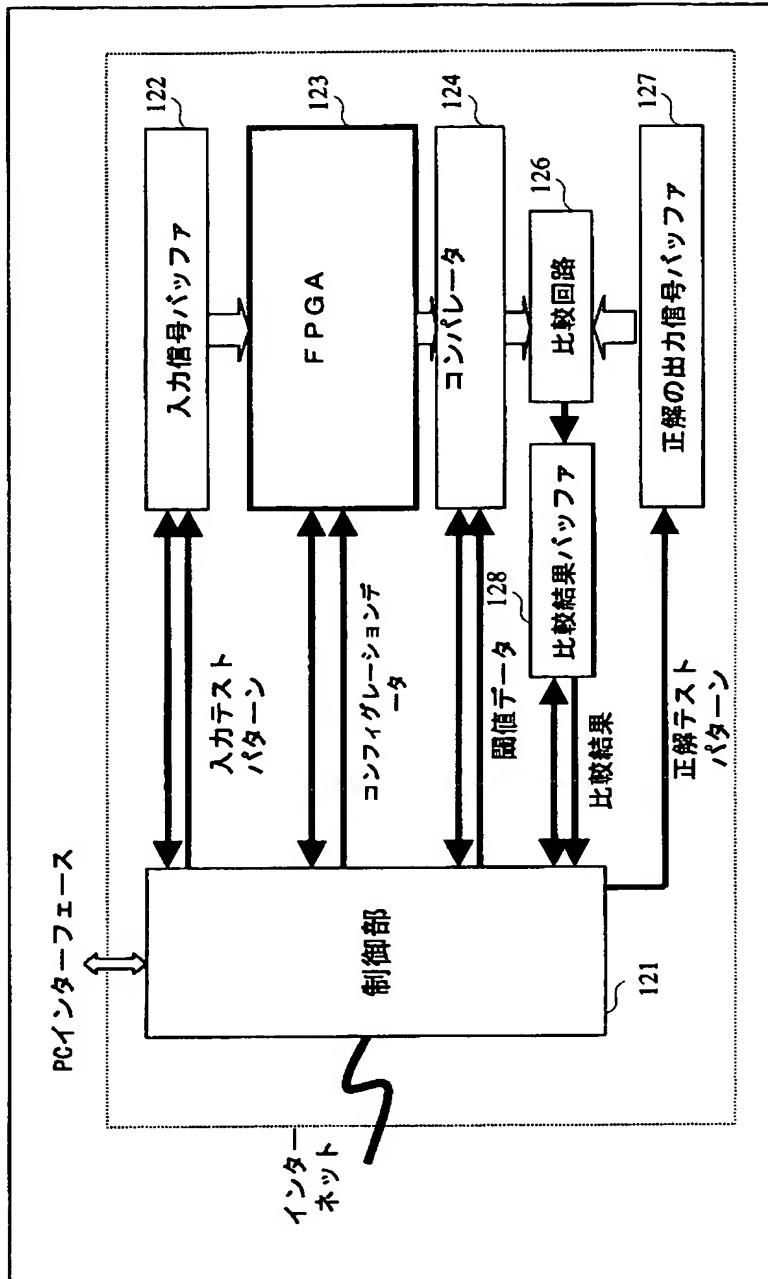 PCインターフェース
インター
ネット
制御部
121
入力テスト
パターン
コンフィグレーションデ
ータ
閾値データ
比較結果
正解テスト
パターン
入力信号バッファ
122
FPGA
123
コンパレータ
124
比較回路
126
比較結果バッファ
128
正解の出力信号バッファ
127